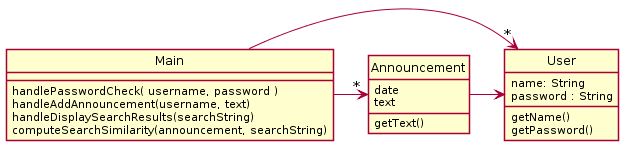 Main
handlePasswordCheck( username, password )
handleAddAnnouncement(username, text)
handleDisplaySearchResults(searchString)
computeSearchSimilarity(announcement, searchString)
*
Announcement
date
text
getText()
*
User
name: String
password : String
getName()
getPassword()